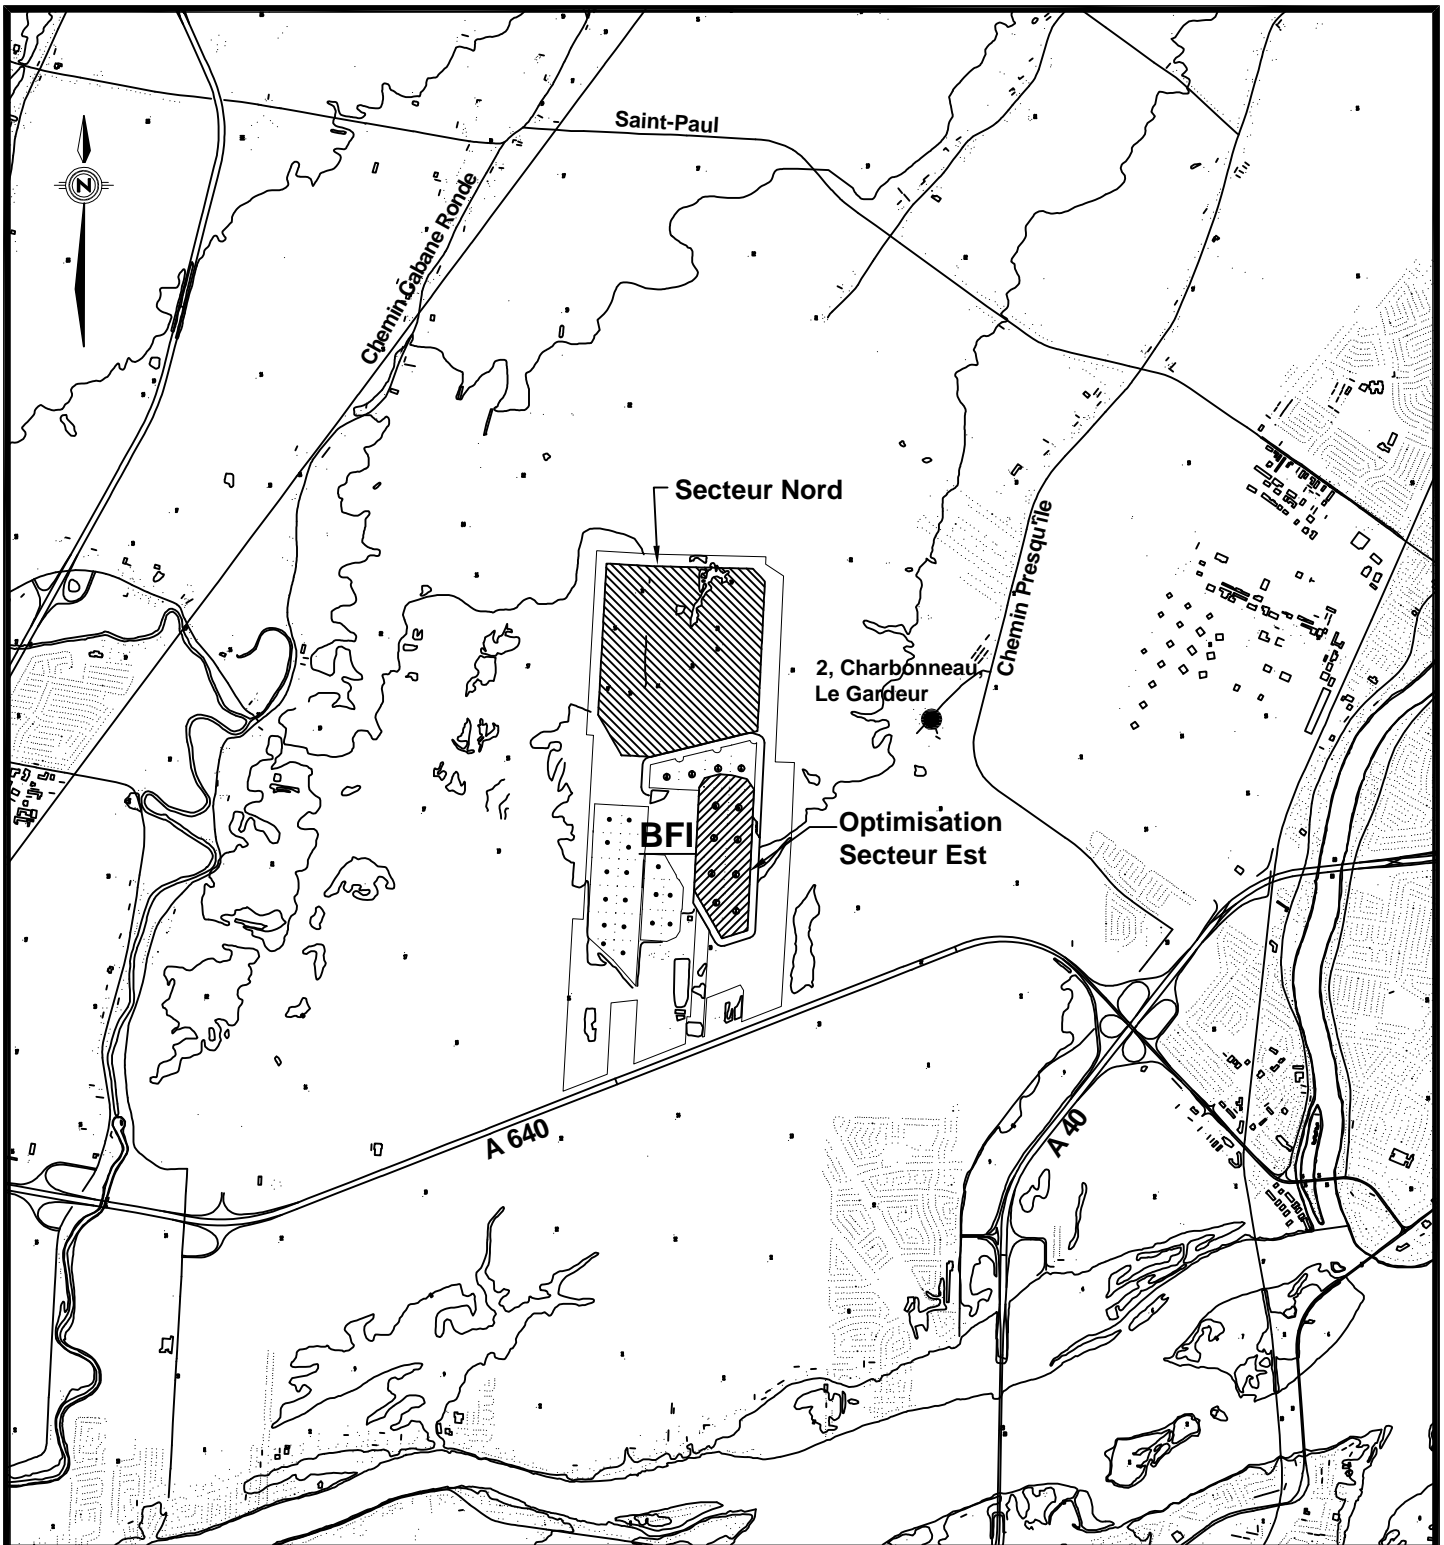 Saint-Paul
N
Chemin Cabane Ronde
Secteur Nord
Chemin Presqu'île
2, Charbonneau,
Le Gardeur
BFI
Optimisation
Secteur Est
A 640
A 40